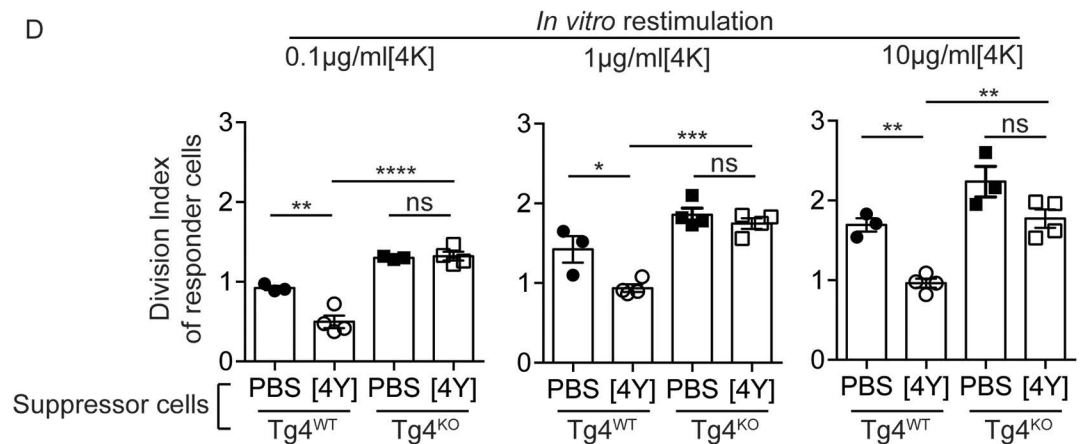 D
In vitro restimulation
0.1µg/ml[4K] 1µg/ml[4K] 10µg/ml[4K]
Division Index
of responder cells
3
2
1
0
**
****
ns
3
2
1
0
*
***
ns
3
2
1
0
**
**
ns
Suppressor cells
PBS [4Y] PBS [4Y]
Tg4WT Tg4KO
PBS [4Y] PBS [4Y]
Tg4WT Tg4KO
PBS [4Y] PBS [4Y]
Tg4WT Tg4KO